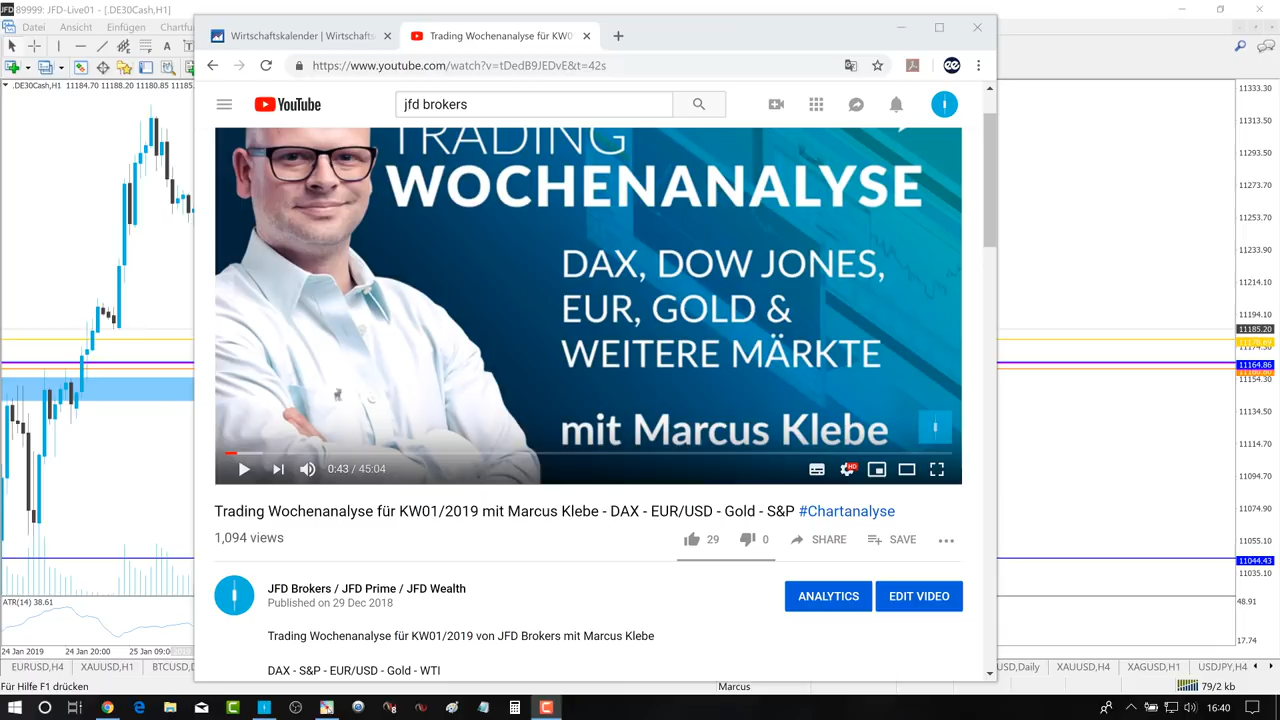 JFD 89999: JFD-Live01 - [.DE30Cash,H1]
Datei Ansicht Einfügen Chartf
.DE30Cash,H1 11184.70 11188.20 11180.85 1
Wirtschaftskalender | Wirtschafts
Trading Wochenanalyse für KW0
https://www.youtube.com/watch?v=tDedB9JEDvE&t=42s
YouTube
jfd brokers
TRADING
WOCHENANALYSE
DAX, DOW JONES,
EUR, GOLD &
WEITERE MÄRKTE
mit Marcus Klebe
0:43 / 45:04
HD
Trading Wochenanalyse für KW01/2019 mit Marcus Klebe - DAX - EUR/USD - Gold - S&P #Chartanalyse
1,094 views
29 0 SHARE SAVE
JFD Brokers / JFD Prime / JFD Wealth
Published on 29 Dec 2018
ANALYTICS EDIT VIDEO
Trading Wochenanalyse für KW01/2019 von JFD Brokers mit Marcus Klebe
DAX - S&P - EUR/USD - Gold - WTI
11333.30
11313.50
11293.50
11273.70
11253.70
11233.90
11214.10
11194.10
11185.20
11164.86
11154.30
11134.50
11114.70
11094.70
11074.90
11055.10
11044.43
11035.10
ATR(14) 38.61
48.91
17.74
24 Jan 2019 24 Jan 20:00 25 Jan 09:0 2019
EURUSD,H4 XAUUSD,H1 BTCUSD,D
SD,Daily XAUUSD,H4 XAGUSD,H1 USDJPY,H4
Für Hilfe F1 drücken Marcus 79/2 kb
16:40